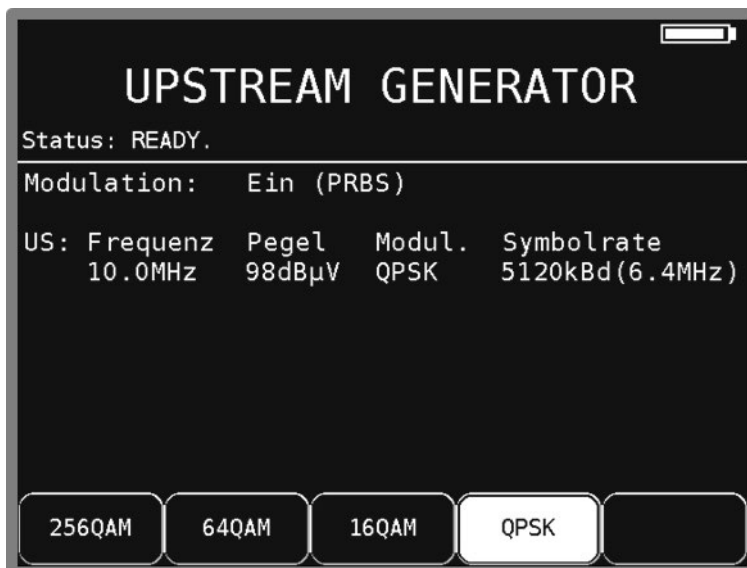 UPSTREAM GENERATOR
Status: READY.
Modulation: Ein (PRBS)
US: Frequenz Pegel Modul. Symbolrate
10.0MHz 98dBµV QPSK 5120kBd(6.4MHz)
256QAM 64QAM 16QAM QPSK